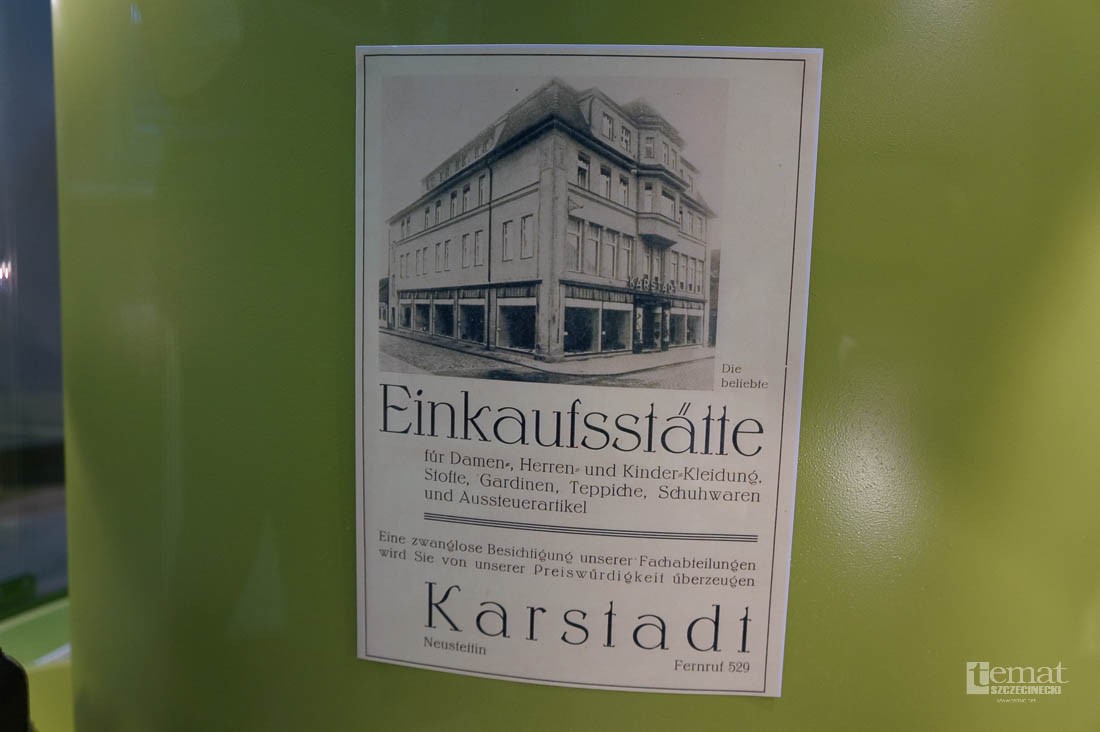 KARSTADT
Die
beliebte
Einkaufsstätte
für Damen-, Herren- und Kinder-Kleidung,
Stoffe, Gardinen, Teppiche, Schuhwaren
und Aussteuerartikel
Eine zwanglose Besichtigung unserer Fachabteilungen
wird Sie von unserer Preiswürdigkeit überzeugen
Karstadt
Neustettin
Fernruf 529
temat
SZCZECINECKI